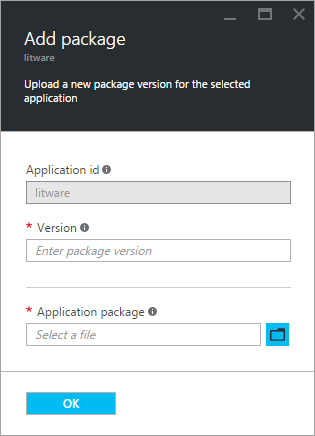 Add package
litware
Upload a new package version for the selected
application
Application id
litware
* Version
Enter package version
* Application package
Select a file
OK